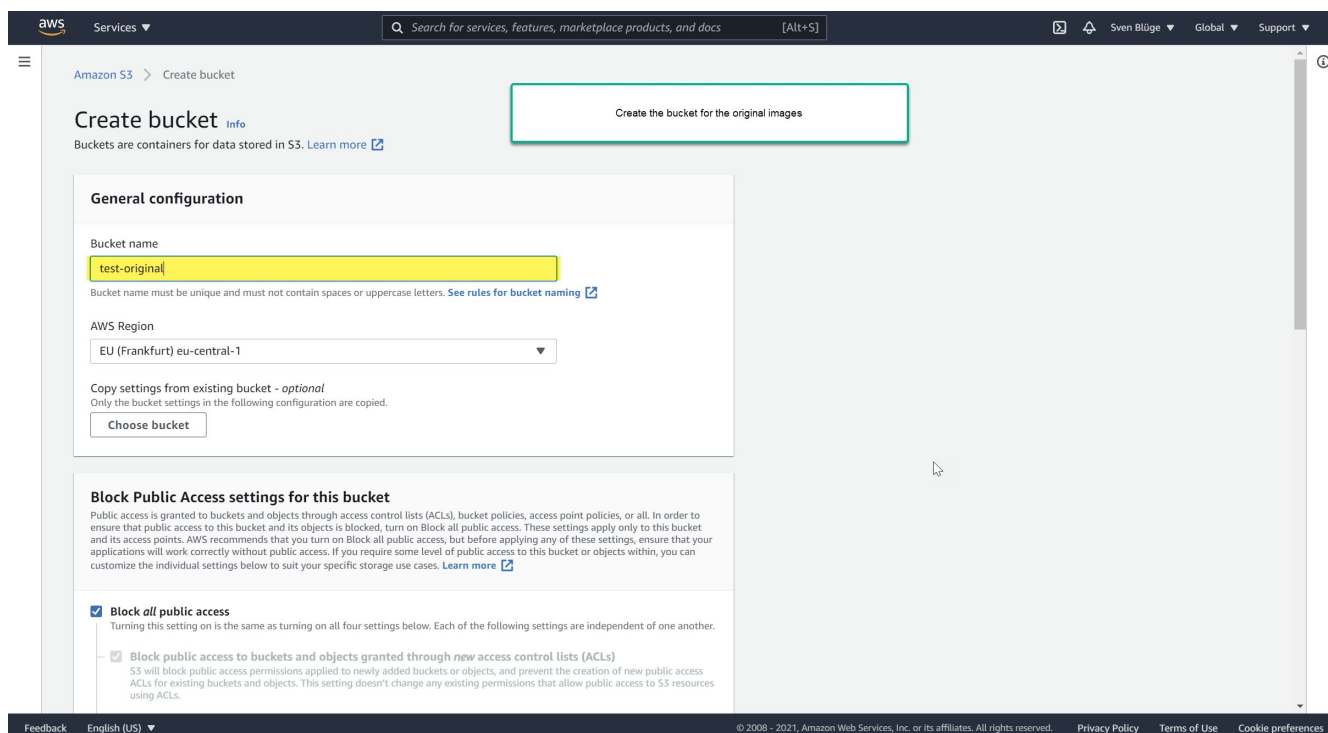 aws Services ▼ Search for services, features, marketplace products, and docs [Alt+S] Sven Blüge ▼ Global ▼ Support ▼
Amazon S3 > Create bucket
Create the bucket for the original images
Create bucket Info
Buckets are containers for data stored in S3. Learn more
General configuration
Bucket name
test-original
Bucket name must be unique and must not contain spaces or uppercase letters. See rules for bucket naming
AWS Region
EU (Frankfurt) eu-central-1
Copy settings from existing bucket - optional
Only the bucket settings in the following configuration are copied.
Choose bucket
Block Public Access settings for this bucket
Public access is granted to buckets and objects through access control lists (ACLs), bucket policies, access point policies, or all. In order to
ensure that public access to this bucket and its objects is blocked, turn on Block all public access. These settings apply only to this bucket
and its access points. AWS recommends that you turn on Block all public access, but before applying any of these settings, ensure that your
applications will work correctly without public access. If you require some level of public access to this bucket or objects within, you can
customize the individual settings below to suit your specific storage use cases. Learn more
Block all public access
Turning this setting on is the same as turning on all four settings below. Each of the following settings are independent of one another.
Block public access to buckets and objects granted through new access control lists (ACLs)
S3 will block public access permissions applied to newly added buckets or objects, and prevent the creation of new public access
ACLs for existing buckets and objects. This setting doesn't change any existing permissions that allow public access to S3 resources
using ACLs.
Feedback English (US) ▼ © 2008 - 2021, Amazon Web Services, Inc. or its affiliates. All rights reserved. Privacy Policy Terms of Use Cookie preferences